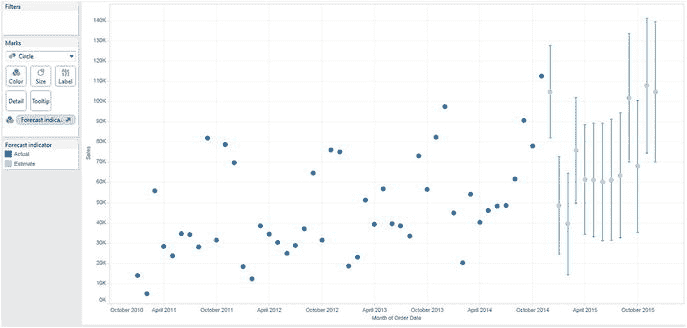 Filters
Marks
Circle
Color Size Label
Detail Tooltip
Forecast indica..
Forecast indicator
Actual
Estimate
140K
130K
120K
110K
100K
90K
80K
70K
60K
50K
40K
30K
20K
10K
0K
Sales
October 2010 April 2011 October 2011 April 2012 October 2012 April 2013 October 2013 April 2014 October 2014 April 2015 October 2015
Month of Order Date